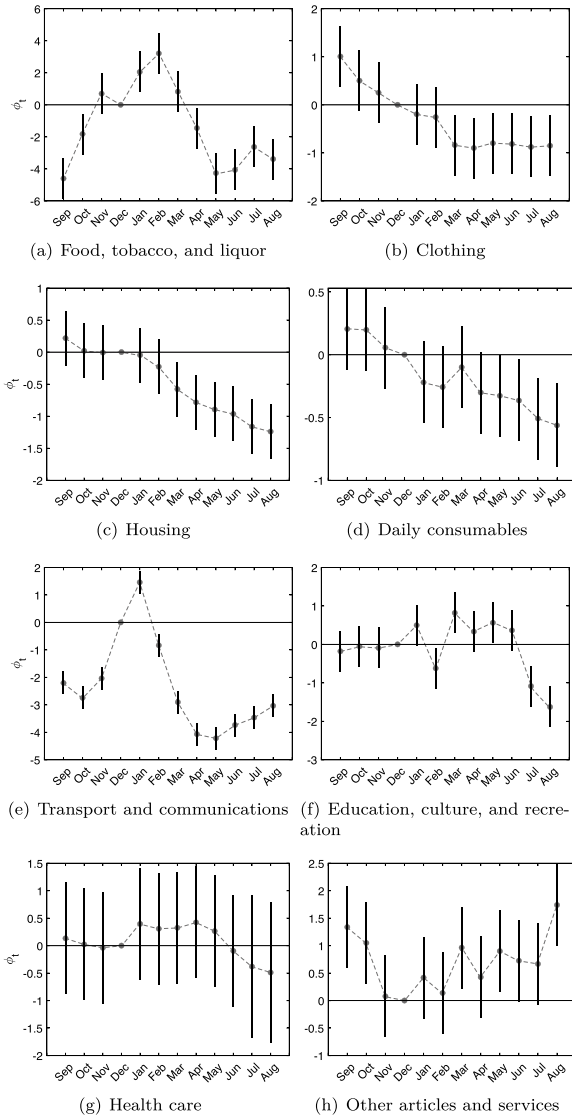 6
4
2
0
-2
-4
-6
ϕt
Sep Oct Nov Dec Jan Feb Mar Apr May Jun Jul Aug
(a) Food, tobacco, and liquor
2
1
0
-1
-2
Sep Oct Nov Dec Jan Feb Mar Apr May Jun Jul Aug
(b) Clothing
1
0.5
0
-0.5
-1
-1.5
-2
ϕt
Sep Oct Nov Dec Jan Feb Mar Apr May Jun Jul Aug
(c) Housing
0.5
0
-0.5
-1
Sep Oct Nov Dec Jan Feb Mar Apr May Jun Jul Aug
(d) Daily consumables
2
1
0
-1
-2
-3
-4
-5
ϕt
Sep Oct Nov Dec Jan Feb Mar Apr May Jun Jul Aug
(e) Transport and communications
2
1
0
-1
-2
-3
Sep Oct Nov Dec Jan Feb Mar Apr May Jun Jul Aug
(f) Education, culture, and recre-
ation
1.5
1
0.5
0
-0.5
-1
-1.5
-2
ϕt
Sep Oct Nov Dec Jan Feb Mar Apr May Jun Jul Aug
(g) Health care
2.5
2
1.5
1
0.5
0
-0.5
-1
Sep Oct Nov Dec Jan Feb Mar Apr May Jun Jul Aug
(h) Other articles and services